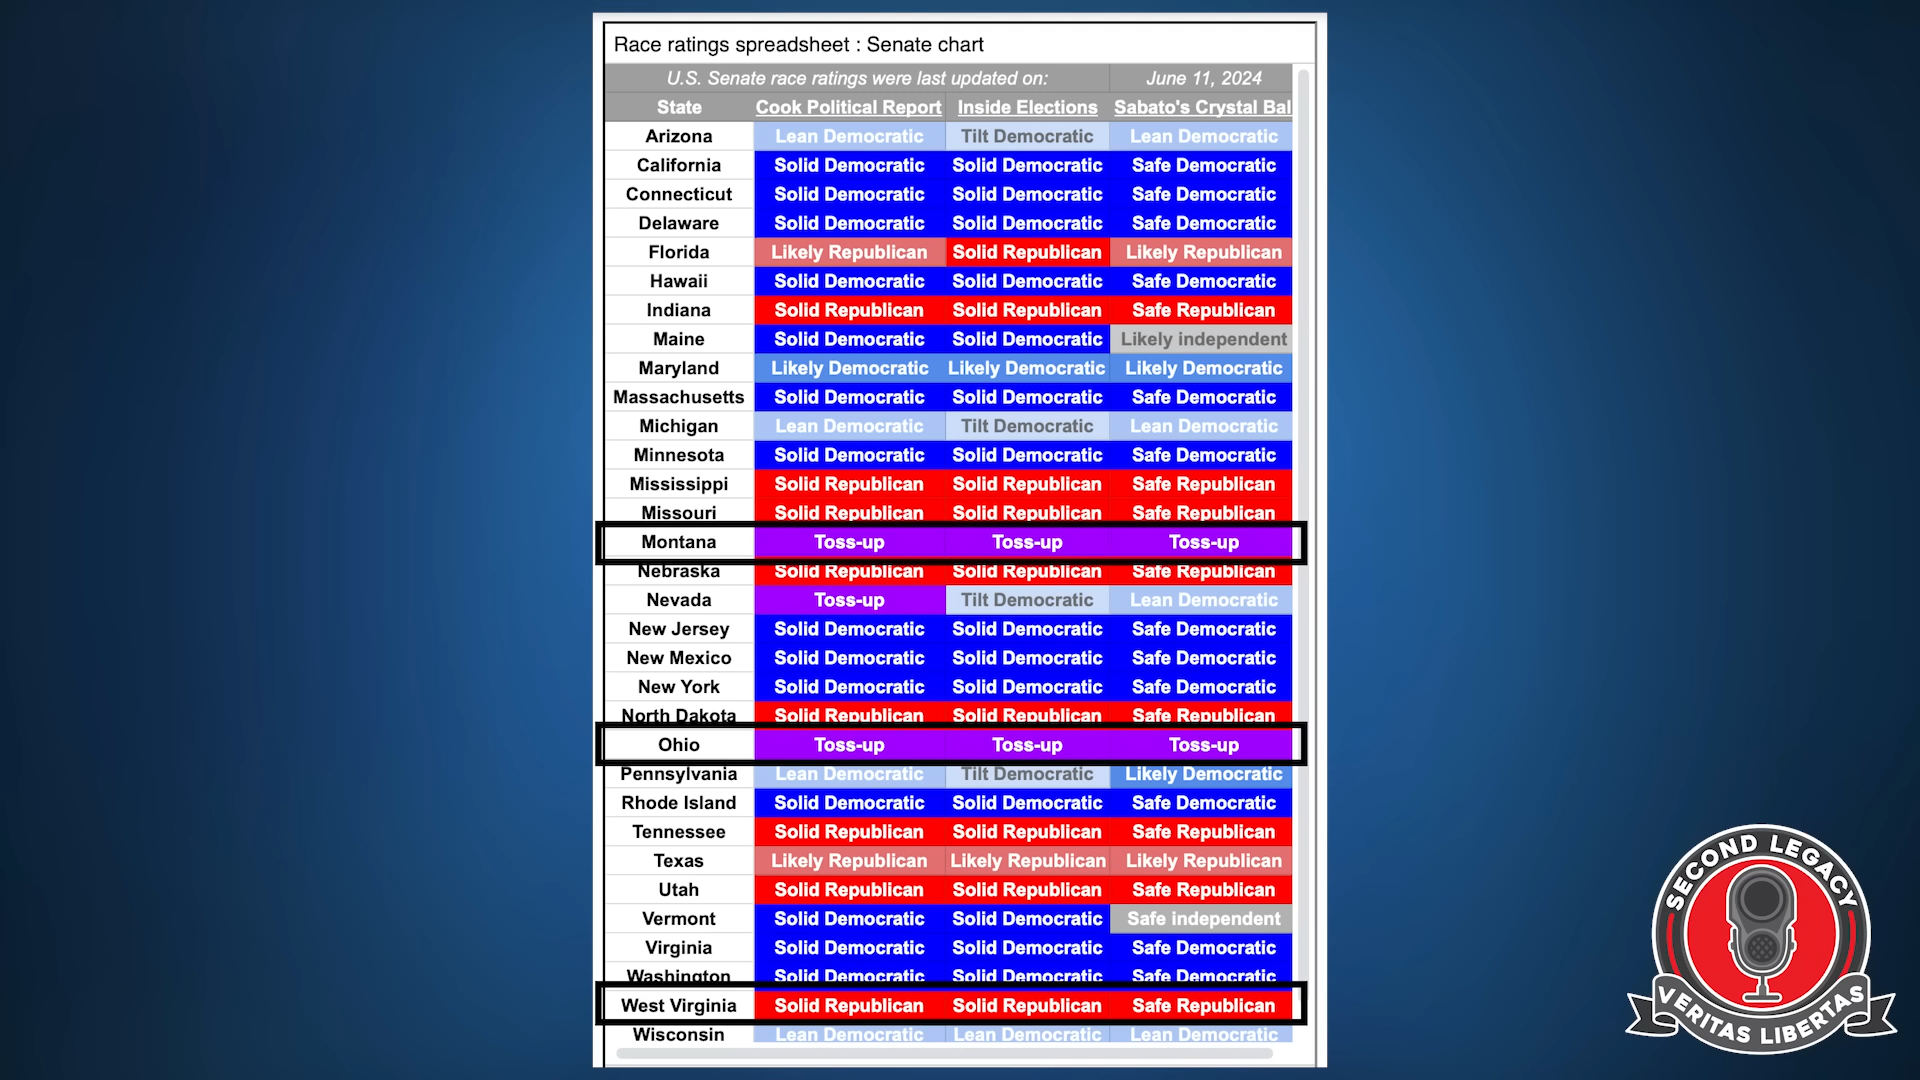 Race ratings spreadsheet : Senate chart
U.S. Senate race ratings were last updated on: June 11, 2024
State Cook Political Report Inside Elections Sabato's Crystal Bal
Arizona Lean Democratic Tilt Democratic Lean Democratic
California Solid Democratic Solid Democratic Safe Democratic
Connecticut Solid Democratic Solid Democratic Safe Democratic
Delaware Solid Democratic Solid Democratic Safe Democratic
Florida Likely Republican Solid Republican Likely Republican
Hawaii Solid Democratic Solid Democratic Safe Democratic
Indiana Solid Republican Solid Republican Safe Republican
Maine Solid Democratic Solid Democratic Likely independent
Maryland Likely Democratic Likely Democratic Likely Democratic
Massachusetts Solid Democratic Solid Democratic Safe Democratic
Michigan Lean Democratic Tilt Democratic Lean Democratic
Minnesota Solid Democratic Solid Democratic Safe Democratic
Mississippi Solid Republican Solid Republican Safe Republican
Missouri Solid Republican Solid Republican Safe Republican
Montana Toss-up Toss-up Toss-up
Nebraska Solid Republican Solid Republican Safe Republican
Nevada Toss-up Tilt Democratic Lean Democratic
New Jersey Solid Democratic Solid Democratic Safe Democratic
New Mexico Solid Democratic Solid Democratic Safe Democratic
New York Solid Democratic Solid Democratic Safe Democratic
North Dakota Solid Republican Solid Republican Safe Republican
Ohio Toss-up Toss-up Toss-up
Pennsylvania Lean Democratic Tilt Democratic Likely Democratic
Rhode Island Solid Democratic Solid Democratic Safe Democratic
Tennessee Solid Republican Solid Republican Safe Republican
Texas Likely Republican Likely Republican Likely Republican
Utah Solid Republican Solid Republican Safe Republican
Vermont Solid Democratic Solid Democratic Safe independent
Virginia Solid Democratic Solid Democratic Safe Democratic
Washington Solid Democratic Solid Democratic Safe Democratic
West Virginia Solid Republican Solid Republican Safe Republican
Wisconsin Lean Democratic Lean Democratic Lean Democratic
SECOND LEGACY
VERITAS LIBERTAS